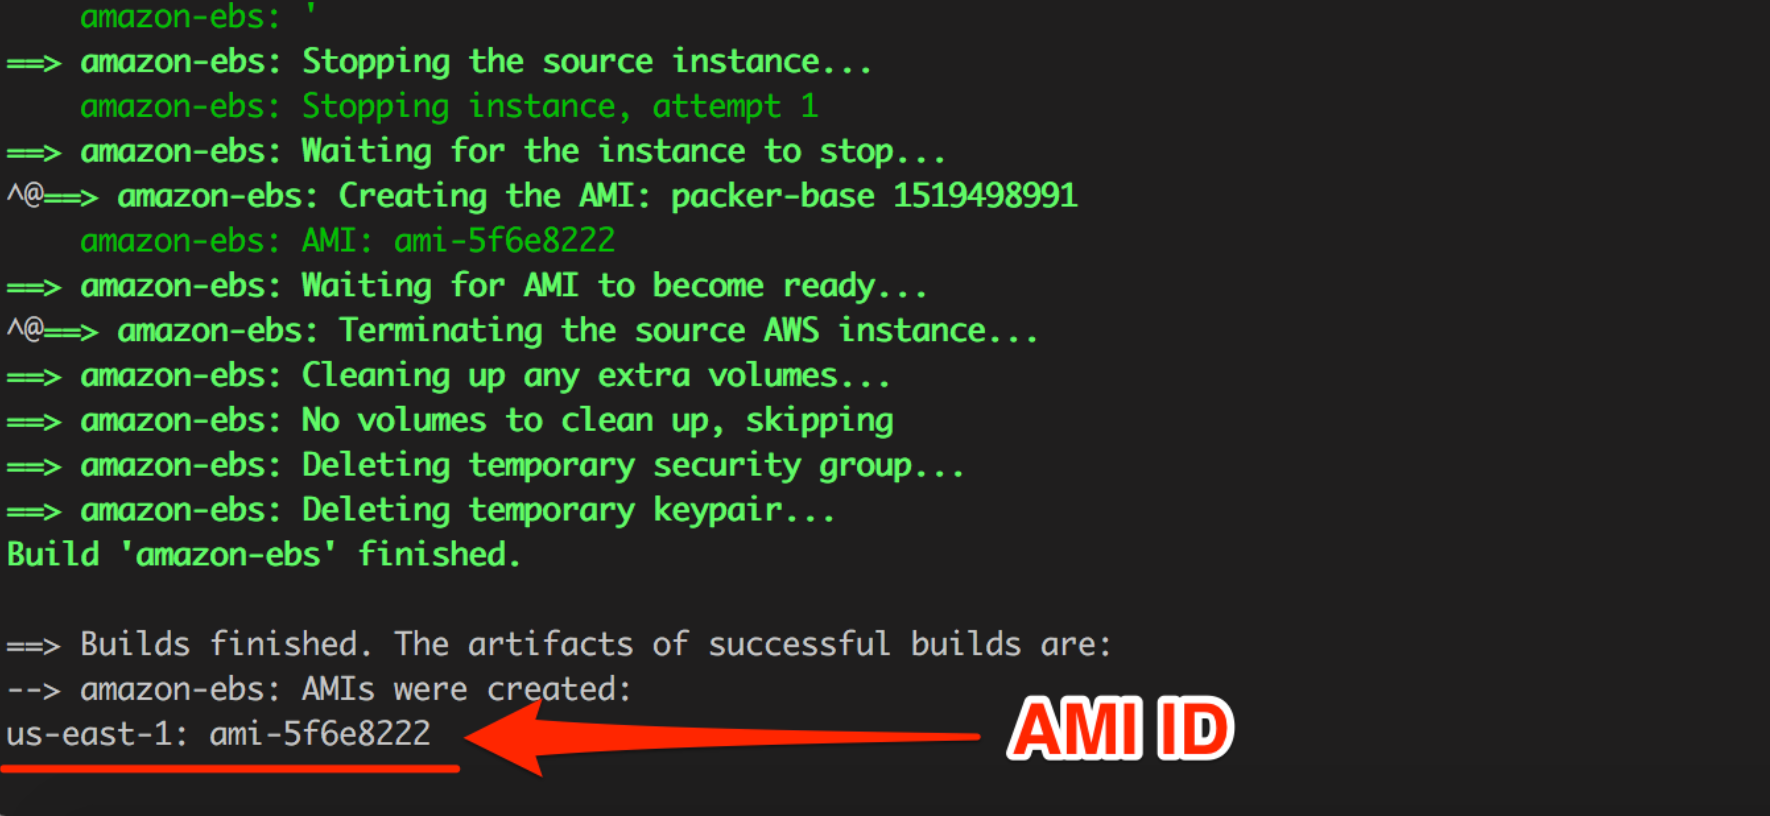 amazon-ebs: '
==> amazon-ebs: Stopping the source instance...
amazon-ebs: Stopping instance, attempt 1
==> amazon-ebs: Waiting for the instance to stop...
^@==> amazon-ebs: Creating the AMI: packer-base 1519498991
amazon-ebs: AMI: ami-5f6e8222
==> amazon-ebs: Waiting for AMI to become ready...
^@==> amazon-ebs: Terminating the source AWS instance...
==> amazon-ebs: Cleaning up any extra volumes...
==> amazon-ebs: No volumes to clean up, skipping
==> amazon-ebs: Deleting temporary security group...
==> amazon-ebs: Deleting temporary keypair...
Build 'amazon-ebs' finished.
==> Builds finished. The artifacts of successful builds are:
--> amazon-ebs: AMIs were created:
us-east-1: ami-5f6e8222
AMI ID